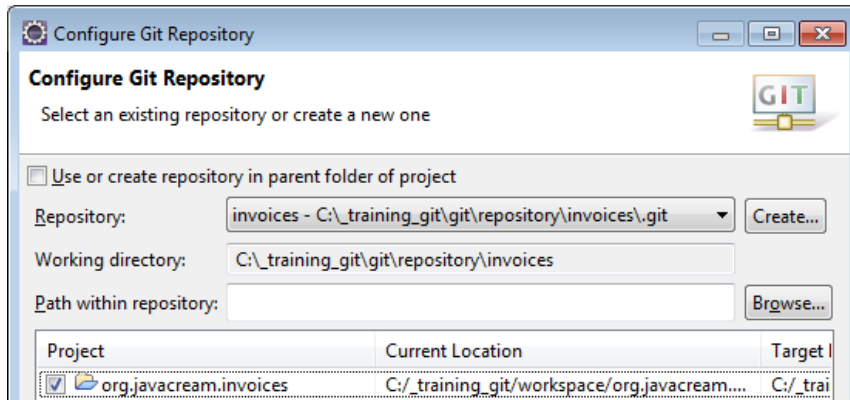 Configure Git Repository
Configure Git Repository
Select an existing repository or create a new one
GIT
Use or create repository in parent folder of project
Repository: invoices - C:\_training_git\git\repository\invoices\.git Create...
Working directory: C:\_training_git\git\repository\invoices
Path within repository: Browse...
Project Current Location Target
org.javacream.invoices C:/_training_git/workspace/org.javacream.... C:/_trai